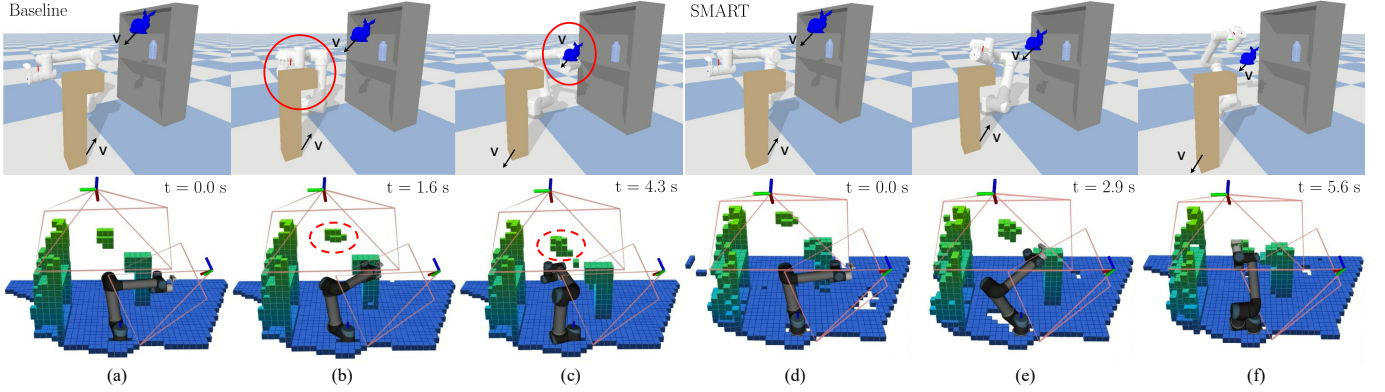 Baseline
SMART
V
V
V
V
V
V
V
V
V
V
V
V
t = 0.0 s
t = 1.6 s
t = 4.3 s
t = 0.0 s
t = 2.9 s
t = 5.6 s
(a)
(b)
(c)
(d)
(e)
(f)